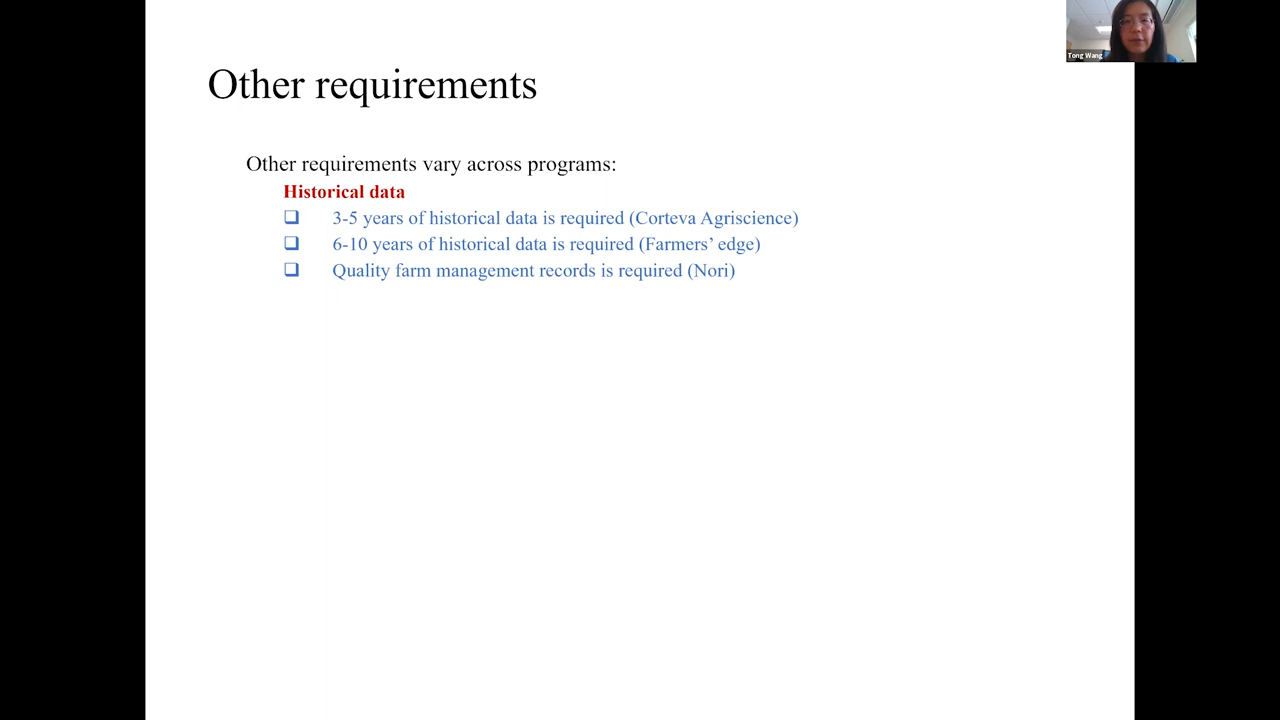 Tong Wang
Other requirements
Other requirements vary across programs:
Historical data
❑ 3-5 years of historical data is required (Corteva Agriscience)
❑ 6-10 years of historical data is required (Farmers’ edge)
❑ Quality farm management records is required (Nori)